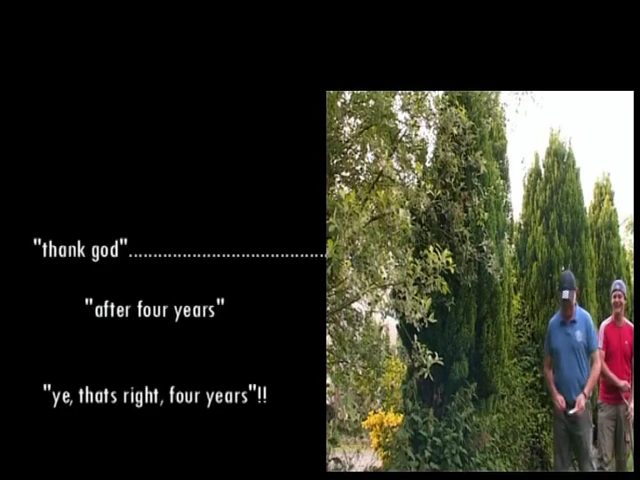 "thank god"........................................
"after four years"
"ye, thats right, four years"!!